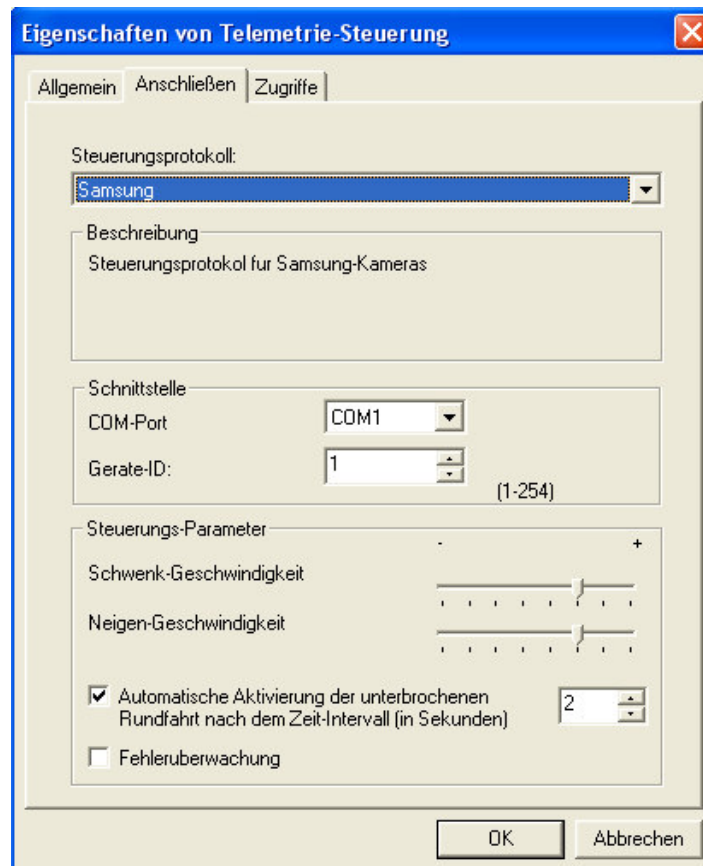 Eigenschaften von Telemetrie-Steuerung
Allgemein
Anschließen
Zugriffe
Steuerungsprotokoll:
Samsung
Beschreibung
Steuerungsprotokol fur Samsung-Kameras
Schnittstelle
COM-Port
COM1
Gerate-ID:
1
(1-254)
Steuerungs-Parameter
- +
Schwenk-Geschwindigkeit
Neigen-Geschwindigkeit
Automatische Aktivierung der unterbrochenen
Rundfahrt nach dem Zeit-Intervall (in Sekunden)
2
Fehleruberwachung
OK
Abbrechen